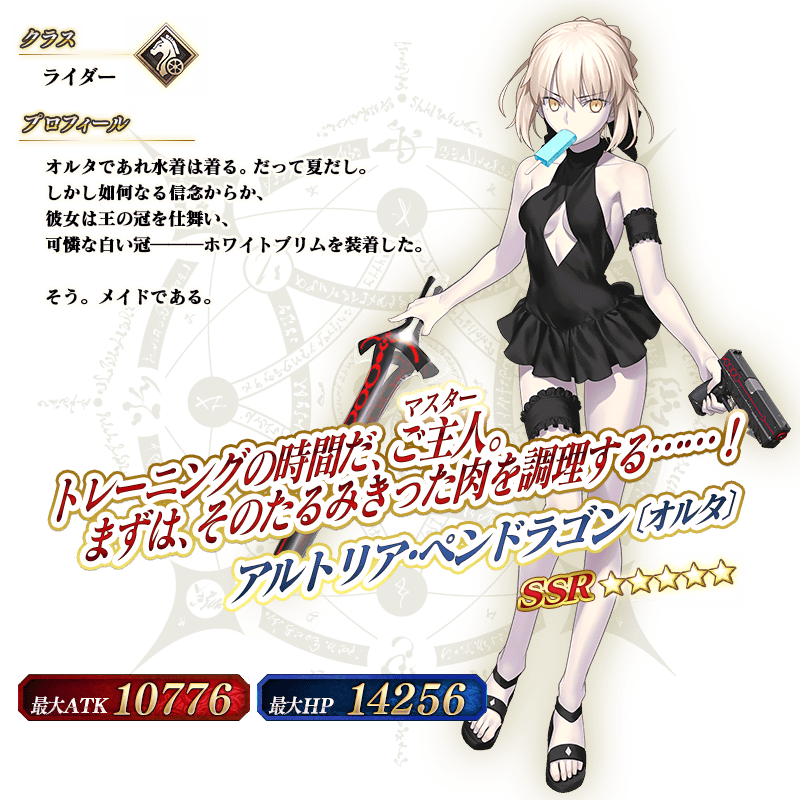 クラス
ライダー
プロフィール
オルタであれ水着は着る。だって夏だし。
しかし如何なる信念からか、
彼女は王の冠を仕舞い、
可憐な白い冠───ホワイトブリムを装着した。
そう。メイドである。
マスター
トレーニングの時間だ、ご主人。
まずは、そのたるみきった肉を調理する……！
アルトリア・ペンドラゴン〔オルタ〕
SSR ☆☆☆☆☆
最大ATK 10776
最大HP 14256